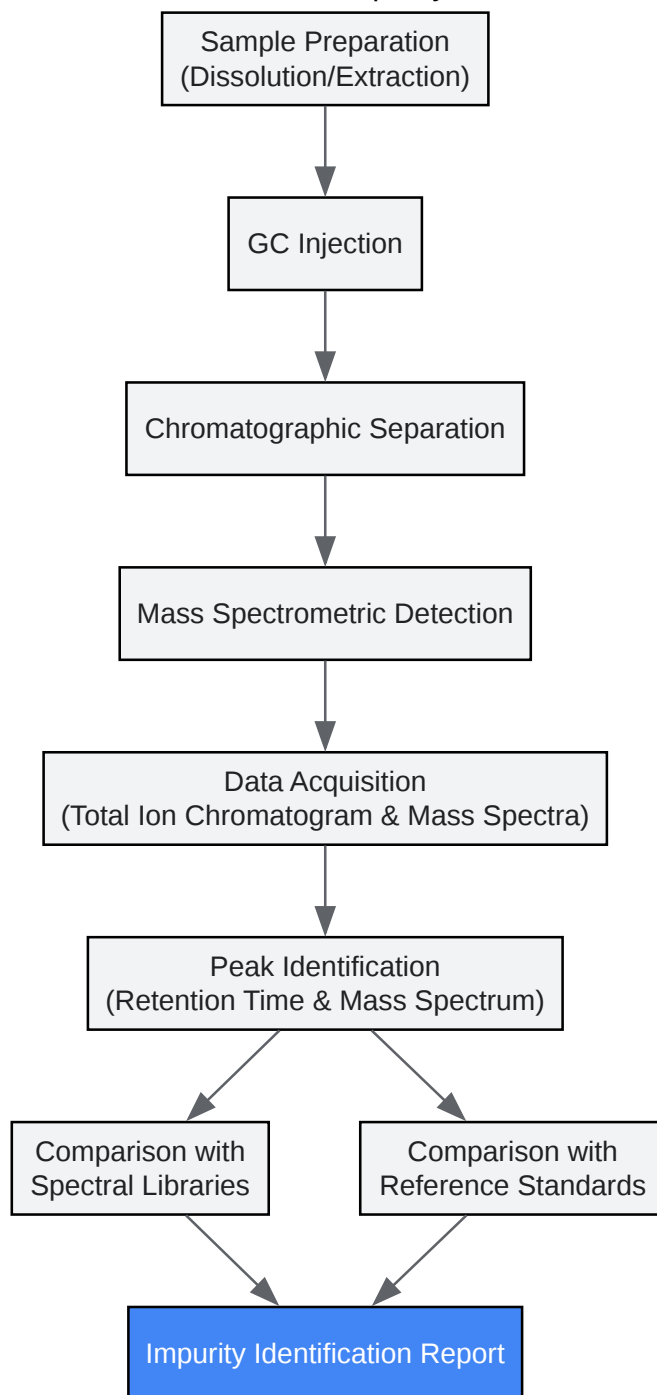 Sample Preparation
(Dissolution/Extraction)
GC Injection
Chromatographic Separation
Mass Spectrometric Detection
Data Acquisition
(Total Ion Chromatogram & Mass Spectra)
Peak Identification
(Retention Time & Mass Spectrum)
Comparison with
Spectral Libraries
Comparison with
Reference Standards
Impurity Identification Report